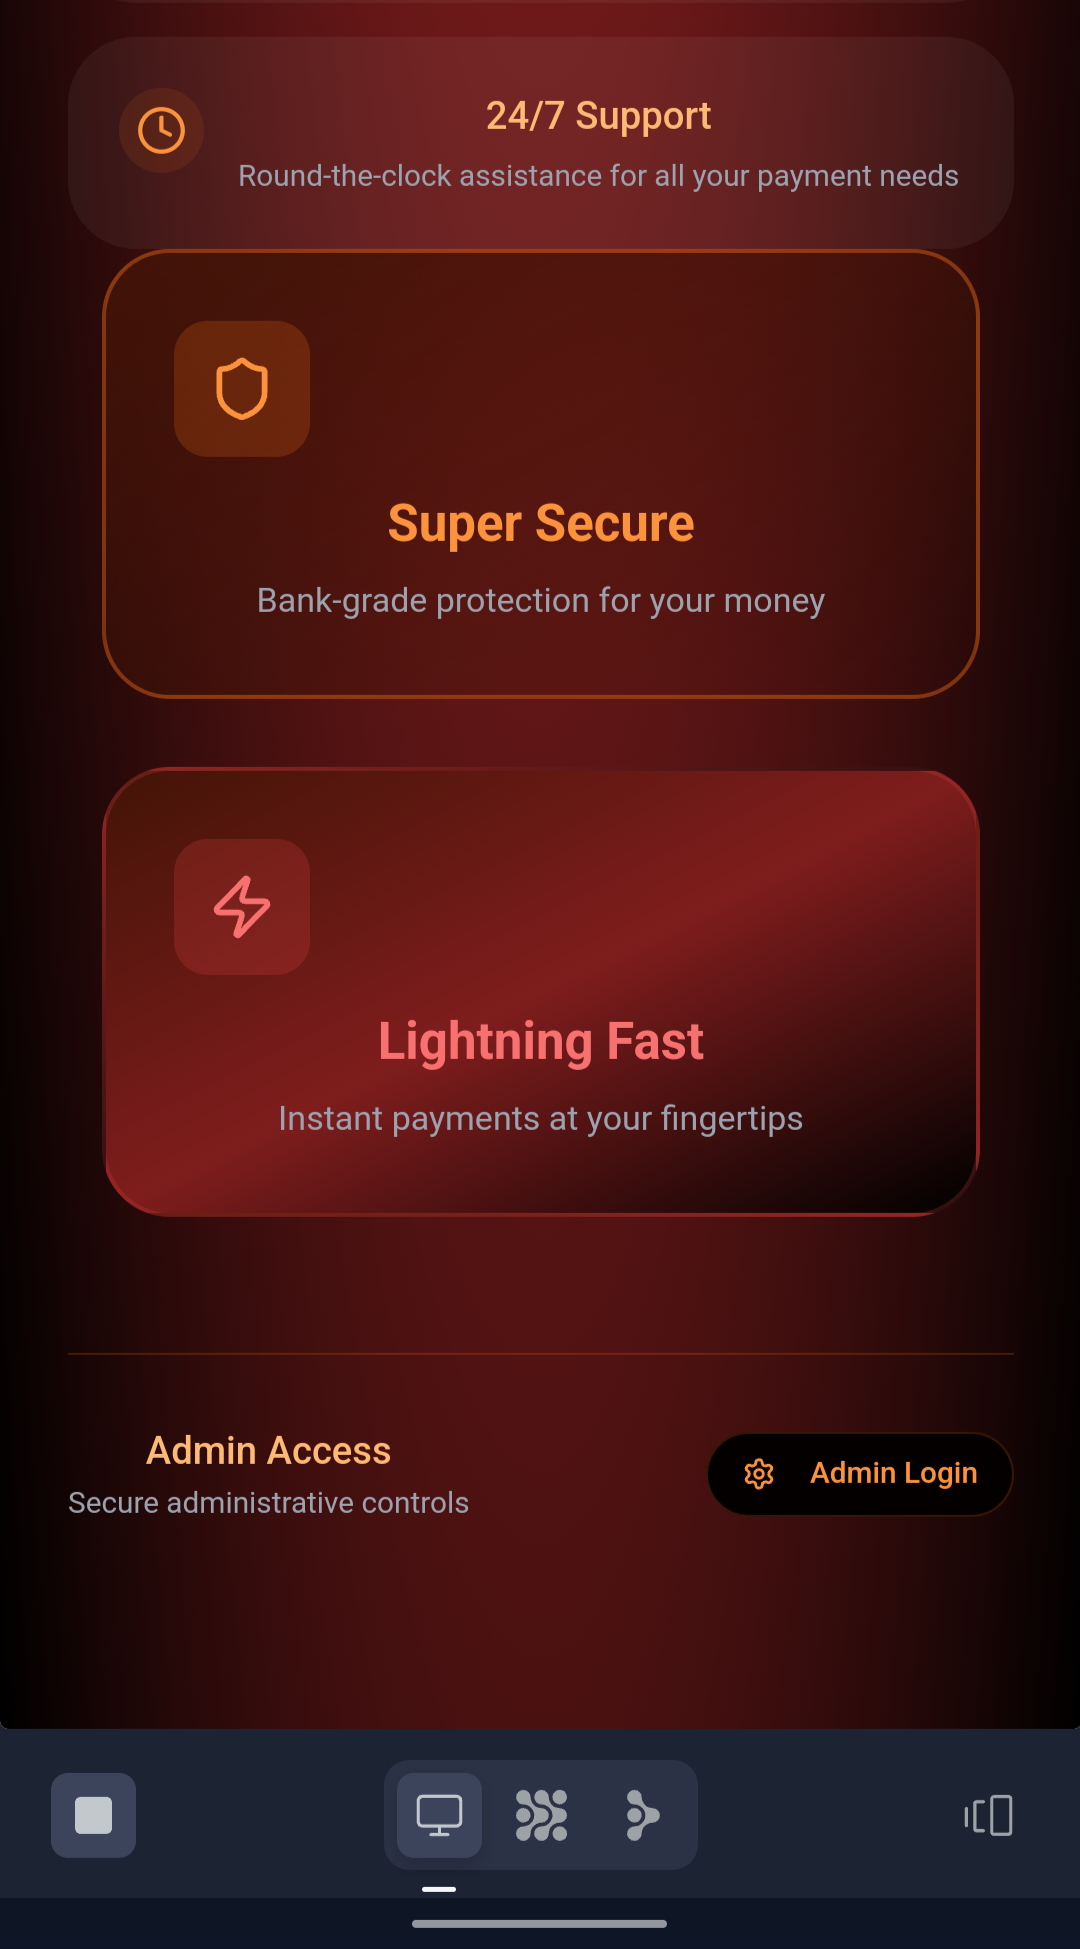 24/7 Support
Round-the-clock assistance for all your payment needs
Super Secure
Bank-grade protection for your money
Lightning Fast
Instant payments at your fingertips
Admin Access
Secure administrative controls
Admin Login